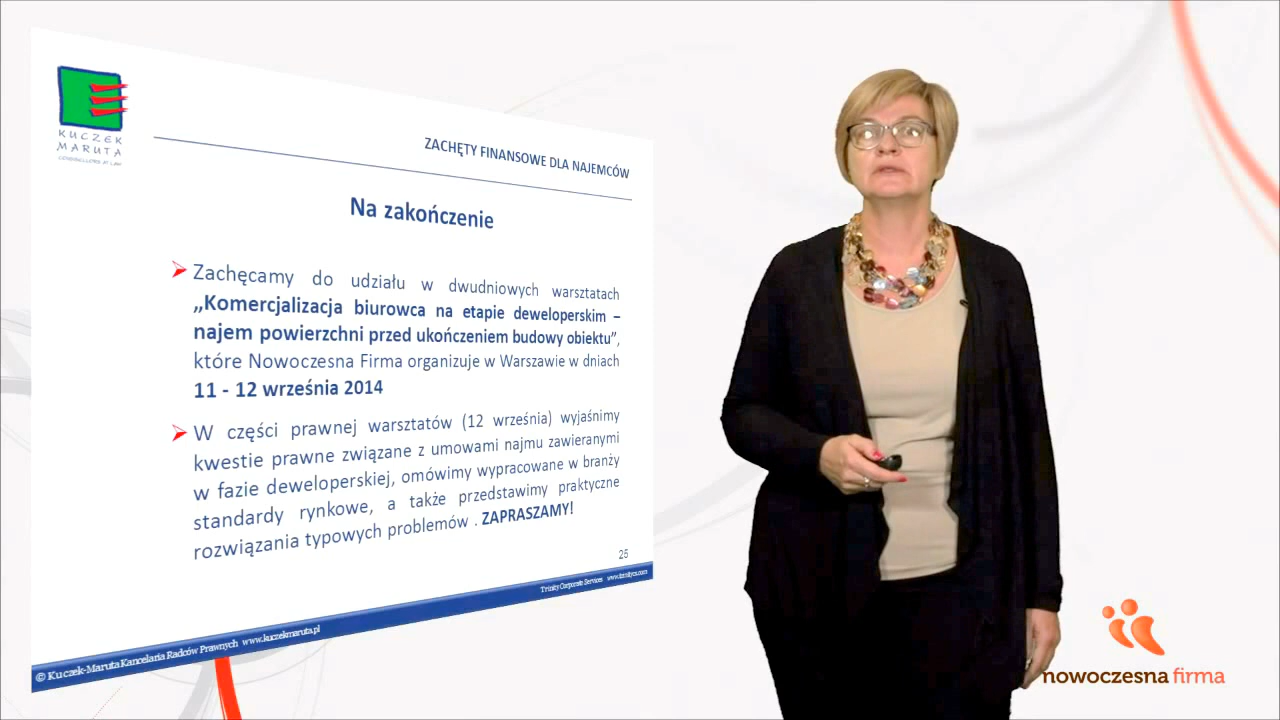 KUCZEK
MARUTA
COUNSELLORS AT LAW
ZACHĘTY FINANSOWE DLA NAJEMCÓW
Na zakończenie
Zachęcamy do udziału w dwudniowych warsztatach
„Komercjalizacja biurowca na etapie deweloperskim –
najem powierzchni przed ukończeniem budowy obiektu”,
które Nowoczesna Firma organizuje w Warszawie w dniach
11 - 12 września 2014
W części prawnej warsztatów (12 września) wyjaśnimy
kwestie prawne związane z umowami najmu zawieranymi
w fazie deweloperskiej, omówimy wypracowane w branży
standardy rynkowe, a także przedstawimy praktyczne
rozwiązania typowych problemów . ZAPRASZAMY!
25
© Kuczek-Maruta Kancelaria Radców Prawnych www.kuczekmaruta.pl
Trinity Corporate Services
nowoczesna firma